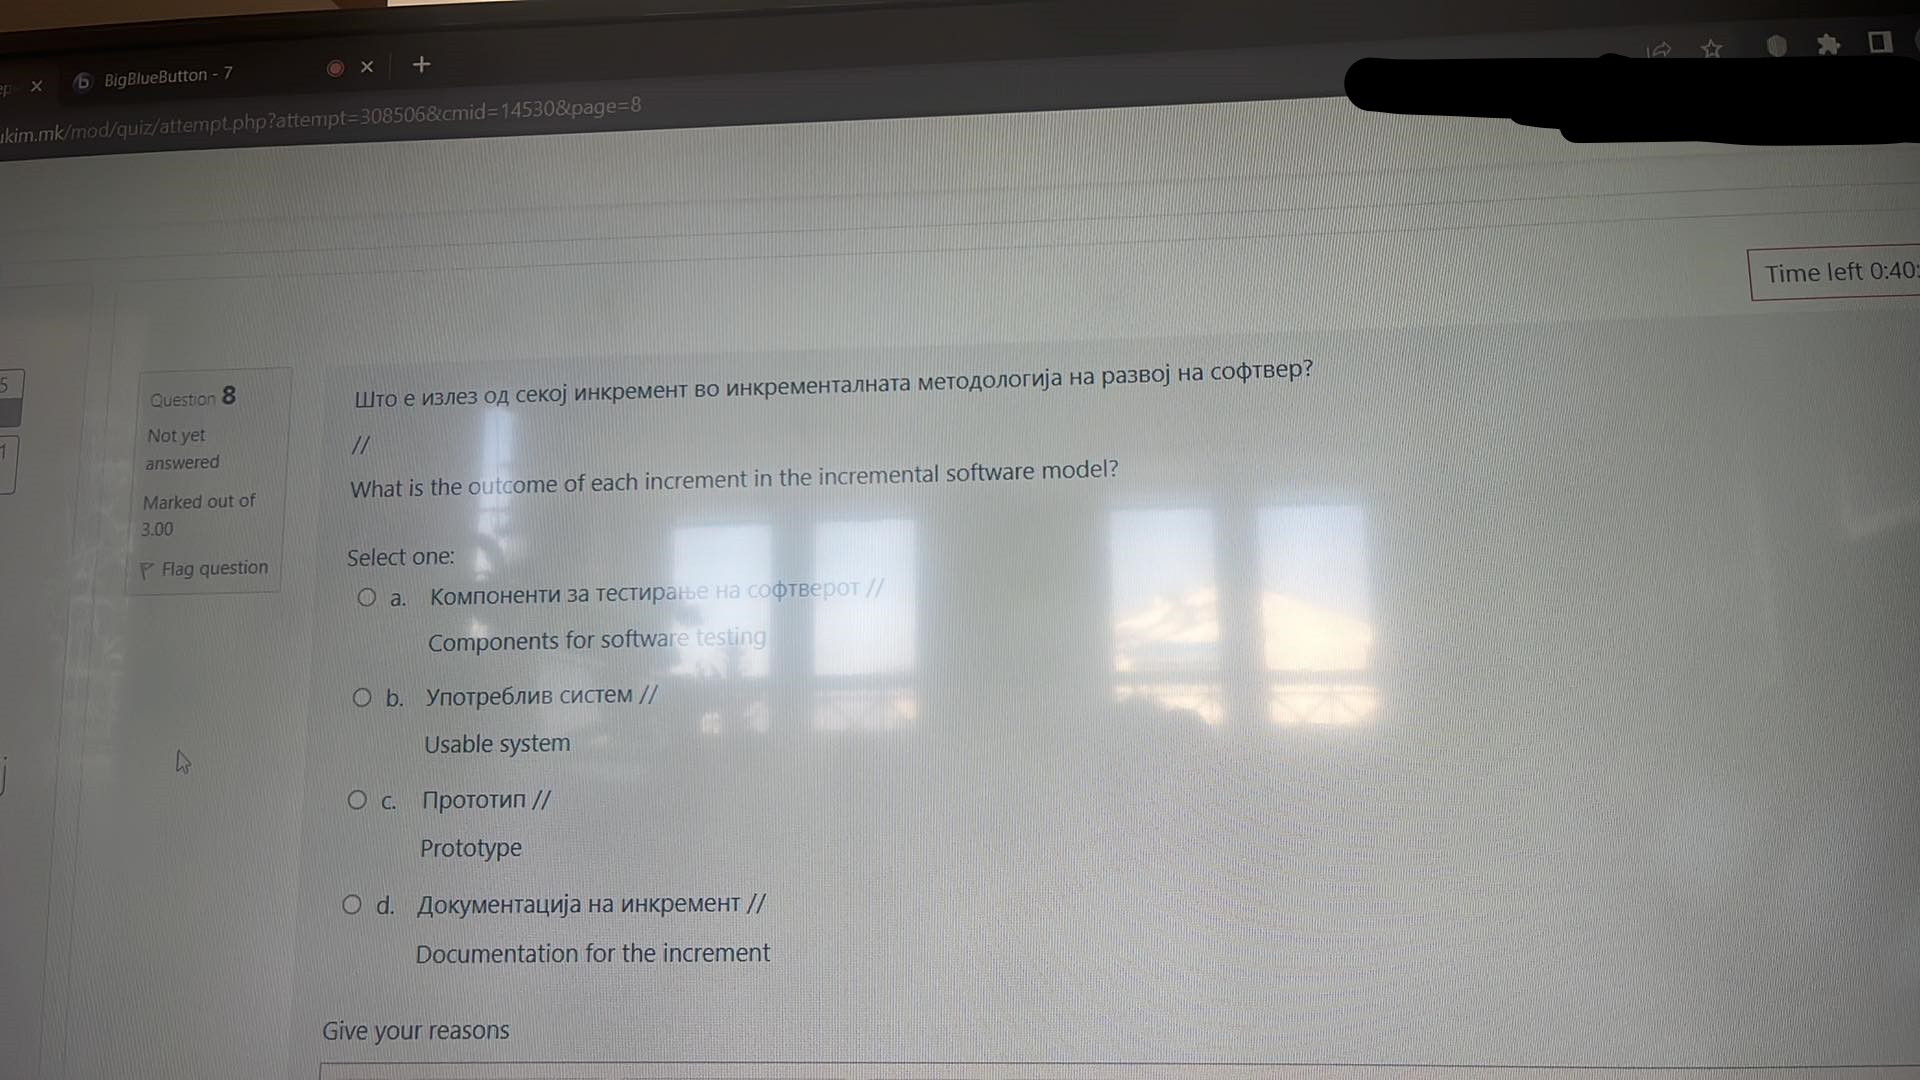 BigBlueButton - 7
ukim.mk/mod/quiz/attempt.php?attempt=308506&cmid=14530&page=8
Time left 0:40:
5
1
Question 8
Not yet
answered
Marked out of
3.00
Flag question
Што е излез од секој инкремент во инкременталната методологија на развој на софтвер?
//
What is the outcome of each increment in the incremental software model?
Select one:
a. Компоненти за тестирање на софтверот //
Components for software testing
b. Употреблив систем //
Usable system
c. Прототип //
Prototype
d. Документација на инкремент //
Documentation for the increment
Give your reasons